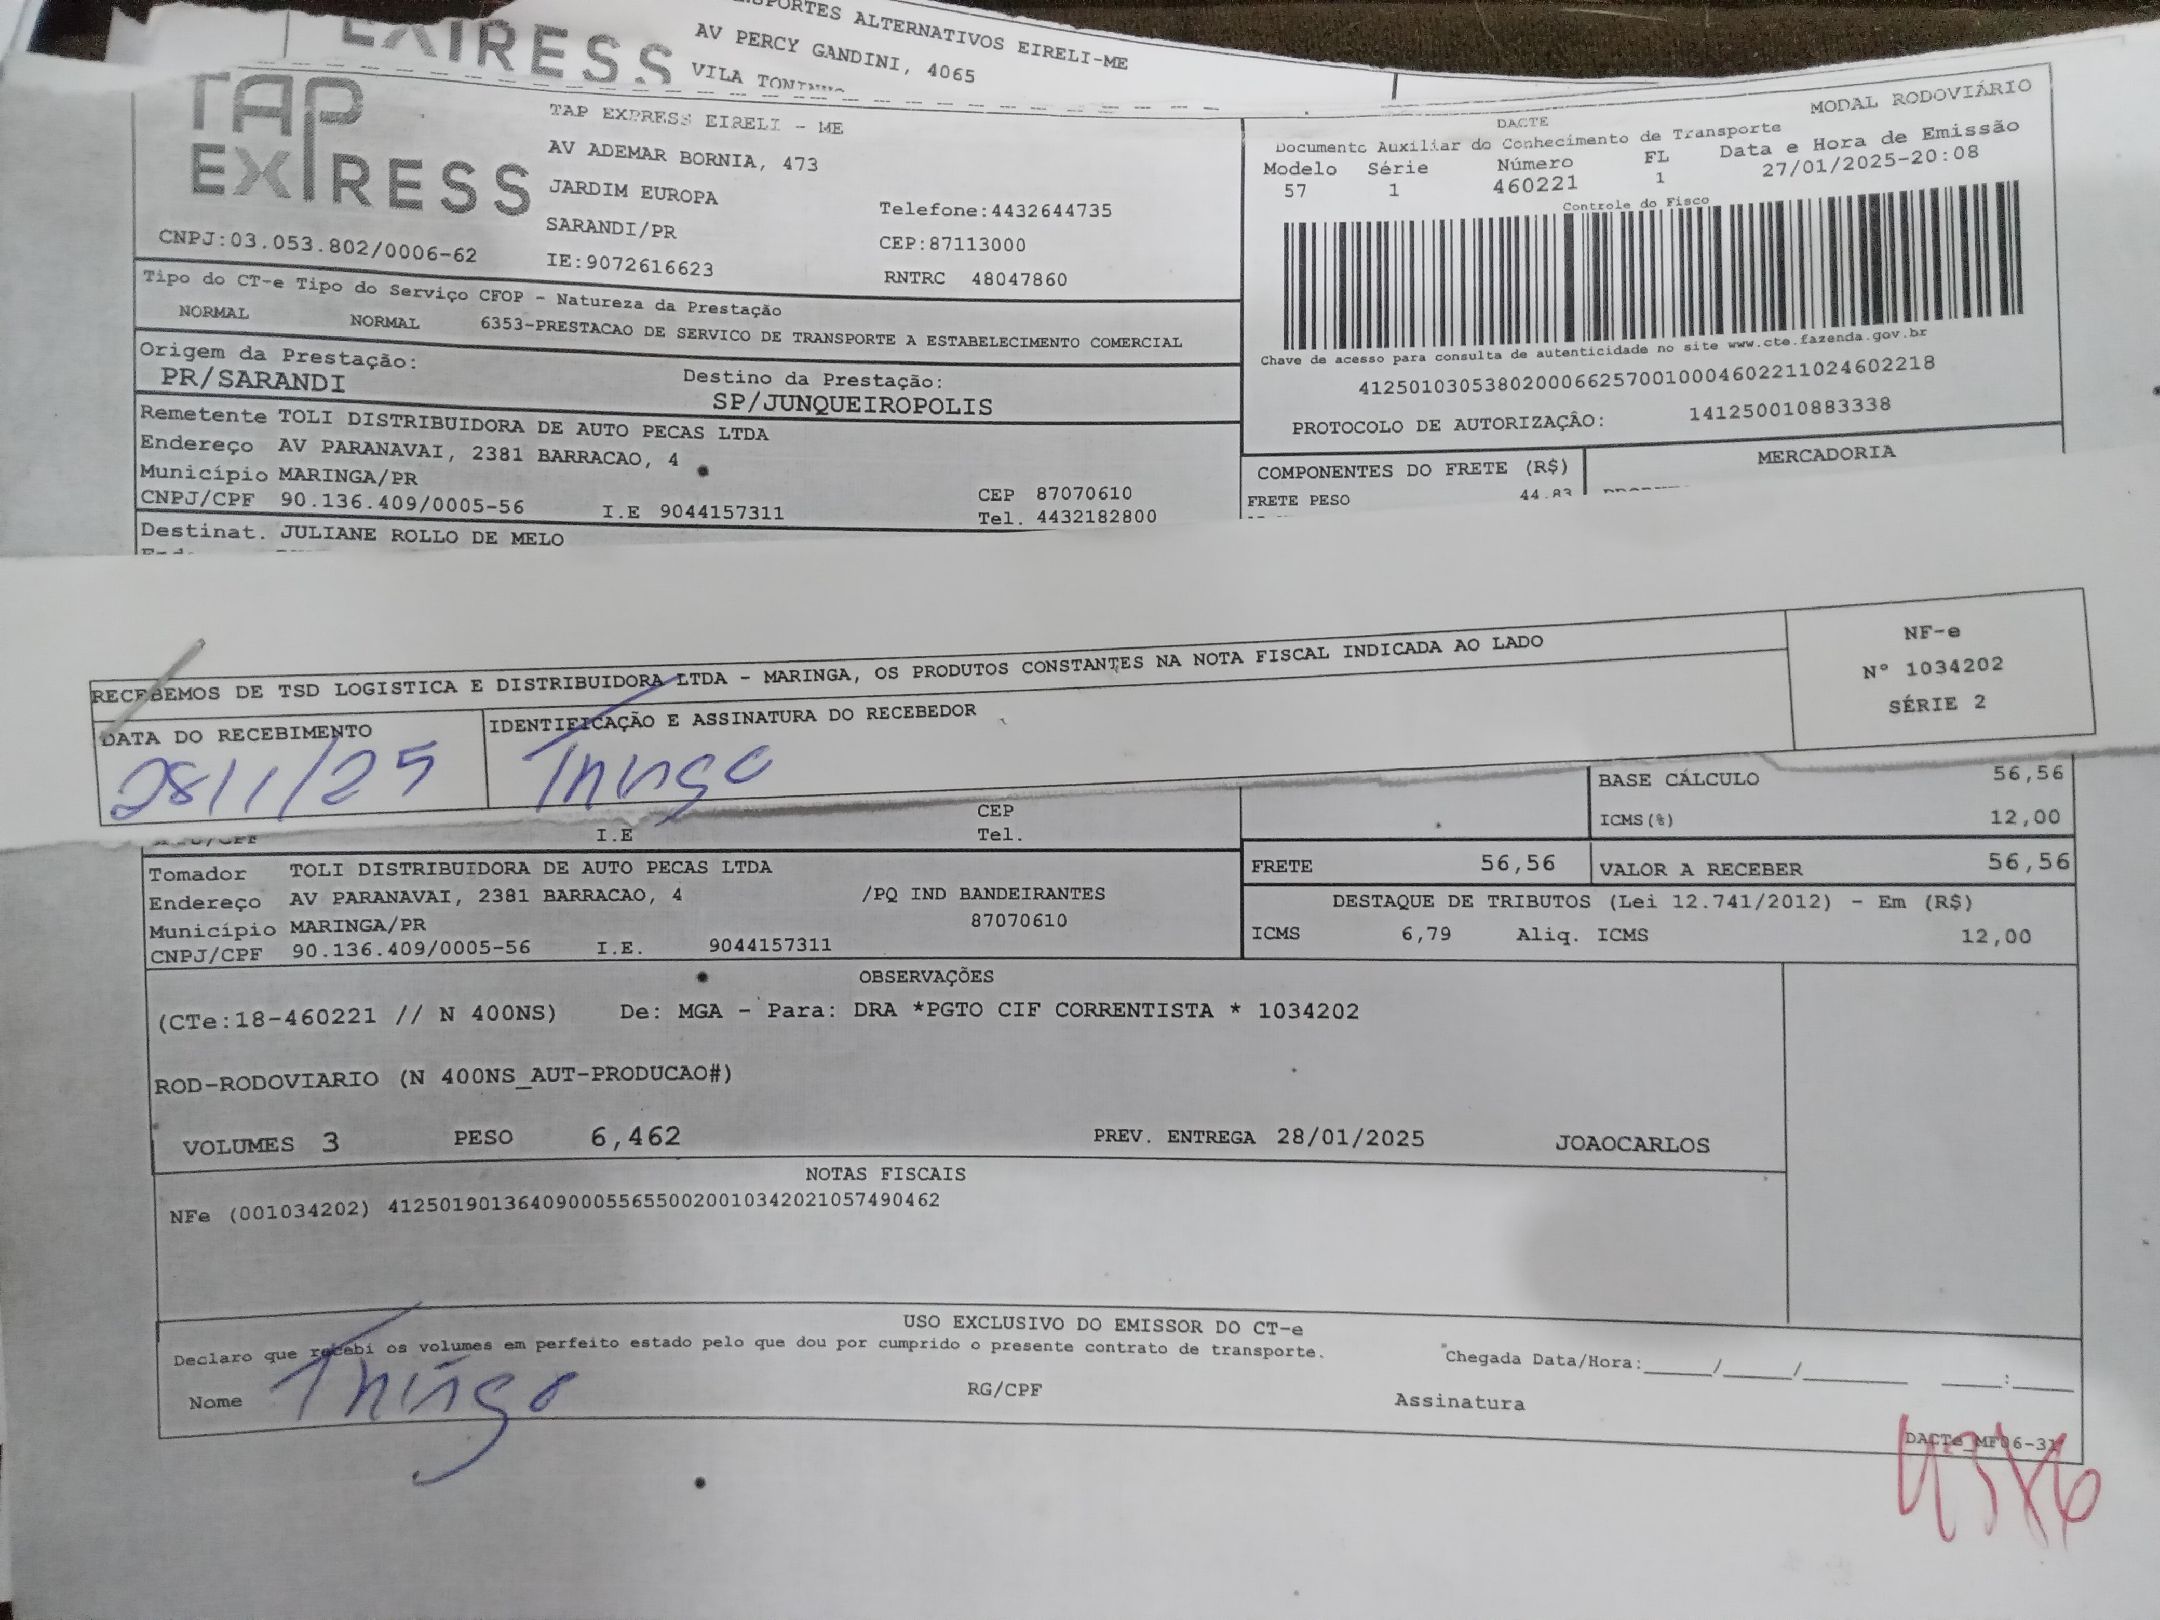 EXPRESS
ALTERNATIVOS EIRELI-ME
AV PERCY GANDINI, 4065
VILA
TAP
EXPRESS
TAP EXPRESS EIRELI - ME
AV ADEMAR BORNIA, 473
JARDIM EUROPA
SARANDI/PR
IE:9072616623
Telefone:4432644735
CEP:87113000
RNTRC 48047860
CNPJ:03.053.802/0006-62
DACTE
MODAL RODOVIÁRIO
Documento Auxiliar do Conhecimento de Transporte
Modelo Série Número FL Data e Hora de Emissão
57 1 460221 1 27/01/2025-20:08
Controle do Fisco
Chave de acesso para consulta de autenticidade no site www.cte.fazenda.gov.br
41250103053802000662570010004602211024602218
PROTOCOLO DE AUTORIZAÇÃO: 141250010883338
Tipo do CT-e Tipo do Serviço CFOP - Natureza da Prestação
NORMAL NORMAL 6353-PRESTACAO DE SERVICO DE TRANSPORTE A ESTABELECIMENTO COMERCIAL
Origem da Prestação: Destino da Prestação:
PR/SARANDI SP/JUNQUEIROPOLIS
Remetente TOLI DISTRIBUIDORA DE AUTO PECAS LTDA
Endereço AV PARANAVAI, 2381 BARRACAO, 4
Município MARINGA/PR CEP 87070610
CNPJ/CPF 90.136.409/0005-56 I.E 9044157311 Tel. 4432182800
Destinat. JULIANE ROLLO DE MELO
COMPONENTES DO FRETE (R$) MERCADORIA
FRETE PESO 44.83
RECEBEMOS DE TSD LOGISTICA E DISTRIBUIDORA LTDA - MARINGA, OS PRODUTOS CONSTANTES NA NOTA FISCAL INDICADA AO LADO
DATA DO RECEBIMENTO IDENTIFICAÇÃO E ASSINATURA DO RECEBEDOR
28/1/25
NF-e
N° 1034202
SÉRIE 2
BASE CÁLCULO 56,56
ICMS(%) 12,00
I.E
CEP
Tel.
FRETE 56,56 VALOR A RECEBER 56,56
Tomador TOLI DISTRIBUIDORA DE AUTO PECAS LTDA
Endereço AV PARANAVAI, 2381 BARRACAO, 4 /PQ IND BANDEIRANTES
Município MARINGA/PR 87070610
CNPJ/CPF 90.136.409/0005-56 I.E. 9044157311
DESTAQUE DE TRIBUTOS (Lei 12.741/2012) - Em (R$)
ICMS 6,79 Aliq. ICMS 12,00
OBSERVAÇÕES
(CTe:18-460221 // N 400NS) De: MGA - Para: DRA *PGTO CIF CORRENTISTA * 1034202
ROD-RODOVIARIO (N 400NS_AUT-PRODUCAO#)
VOLUMES 3 PESO 6,462 PREV. ENTREGA 28/01/2025 JOAOCARLOS
NOTAS FISCAIS
NFe (001034202) 41250190136409000556550020010342021057490462
USO EXCLUSIVO DO EMISSOR DO CT-e
Declaro que recebi os volumes em perfeito estado pelo que dou por cumprido o presente contrato de transporte.
Chegada Data/Hora:____/____/______ ____:____
Nome RG/CPF Assinatura
DACTe_MF06-31